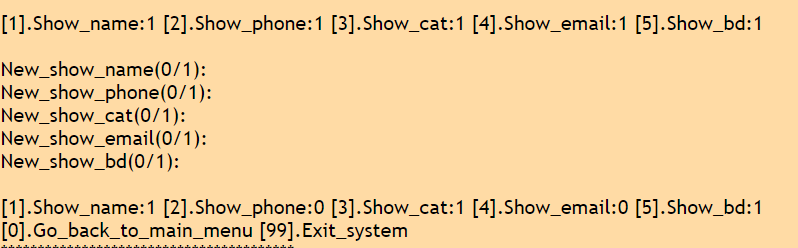 [1].Show_name:1 [2].Show_phone:1 [3].Show_cat:1 [4].Show_email:1 [5].Show_bd:1
New_show_name(0/1):
New_show_phone(0/1):
New_show_cat(0/1):
New_show_email(0/1):
New_show_bd(0/1):
[1].Show_name:1 [2].Show_phone:0 [3].Show_cat:1 [4].Show_email:0 [5].Show_bd:1
[0].Go_back_to_main_menu [99].Exit_system